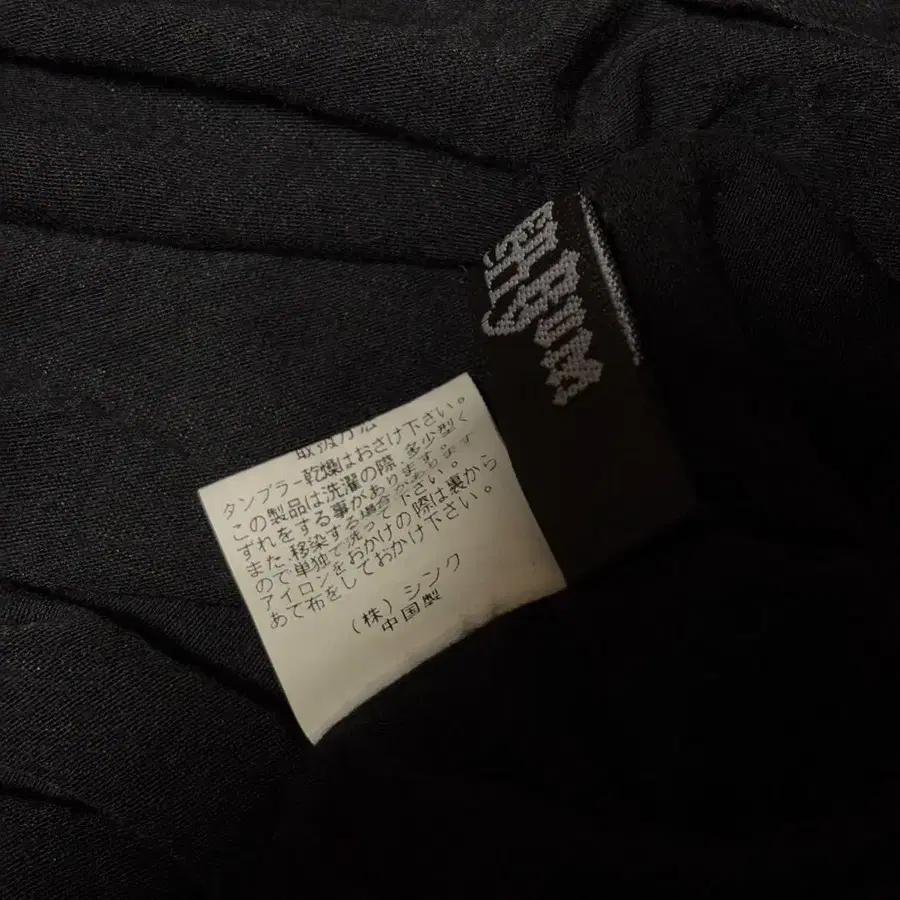 取扱方法
タンブラー乾燥はおさけ下さい。
この製品は洗濯の際 多少型く
ずれをする事があります。
また 移染する場合がありますす
ので単独で洗って下さい。
アイロンをおかけの際は裏から
あて布をしておかけ下さい。
(株) シンク
中国製